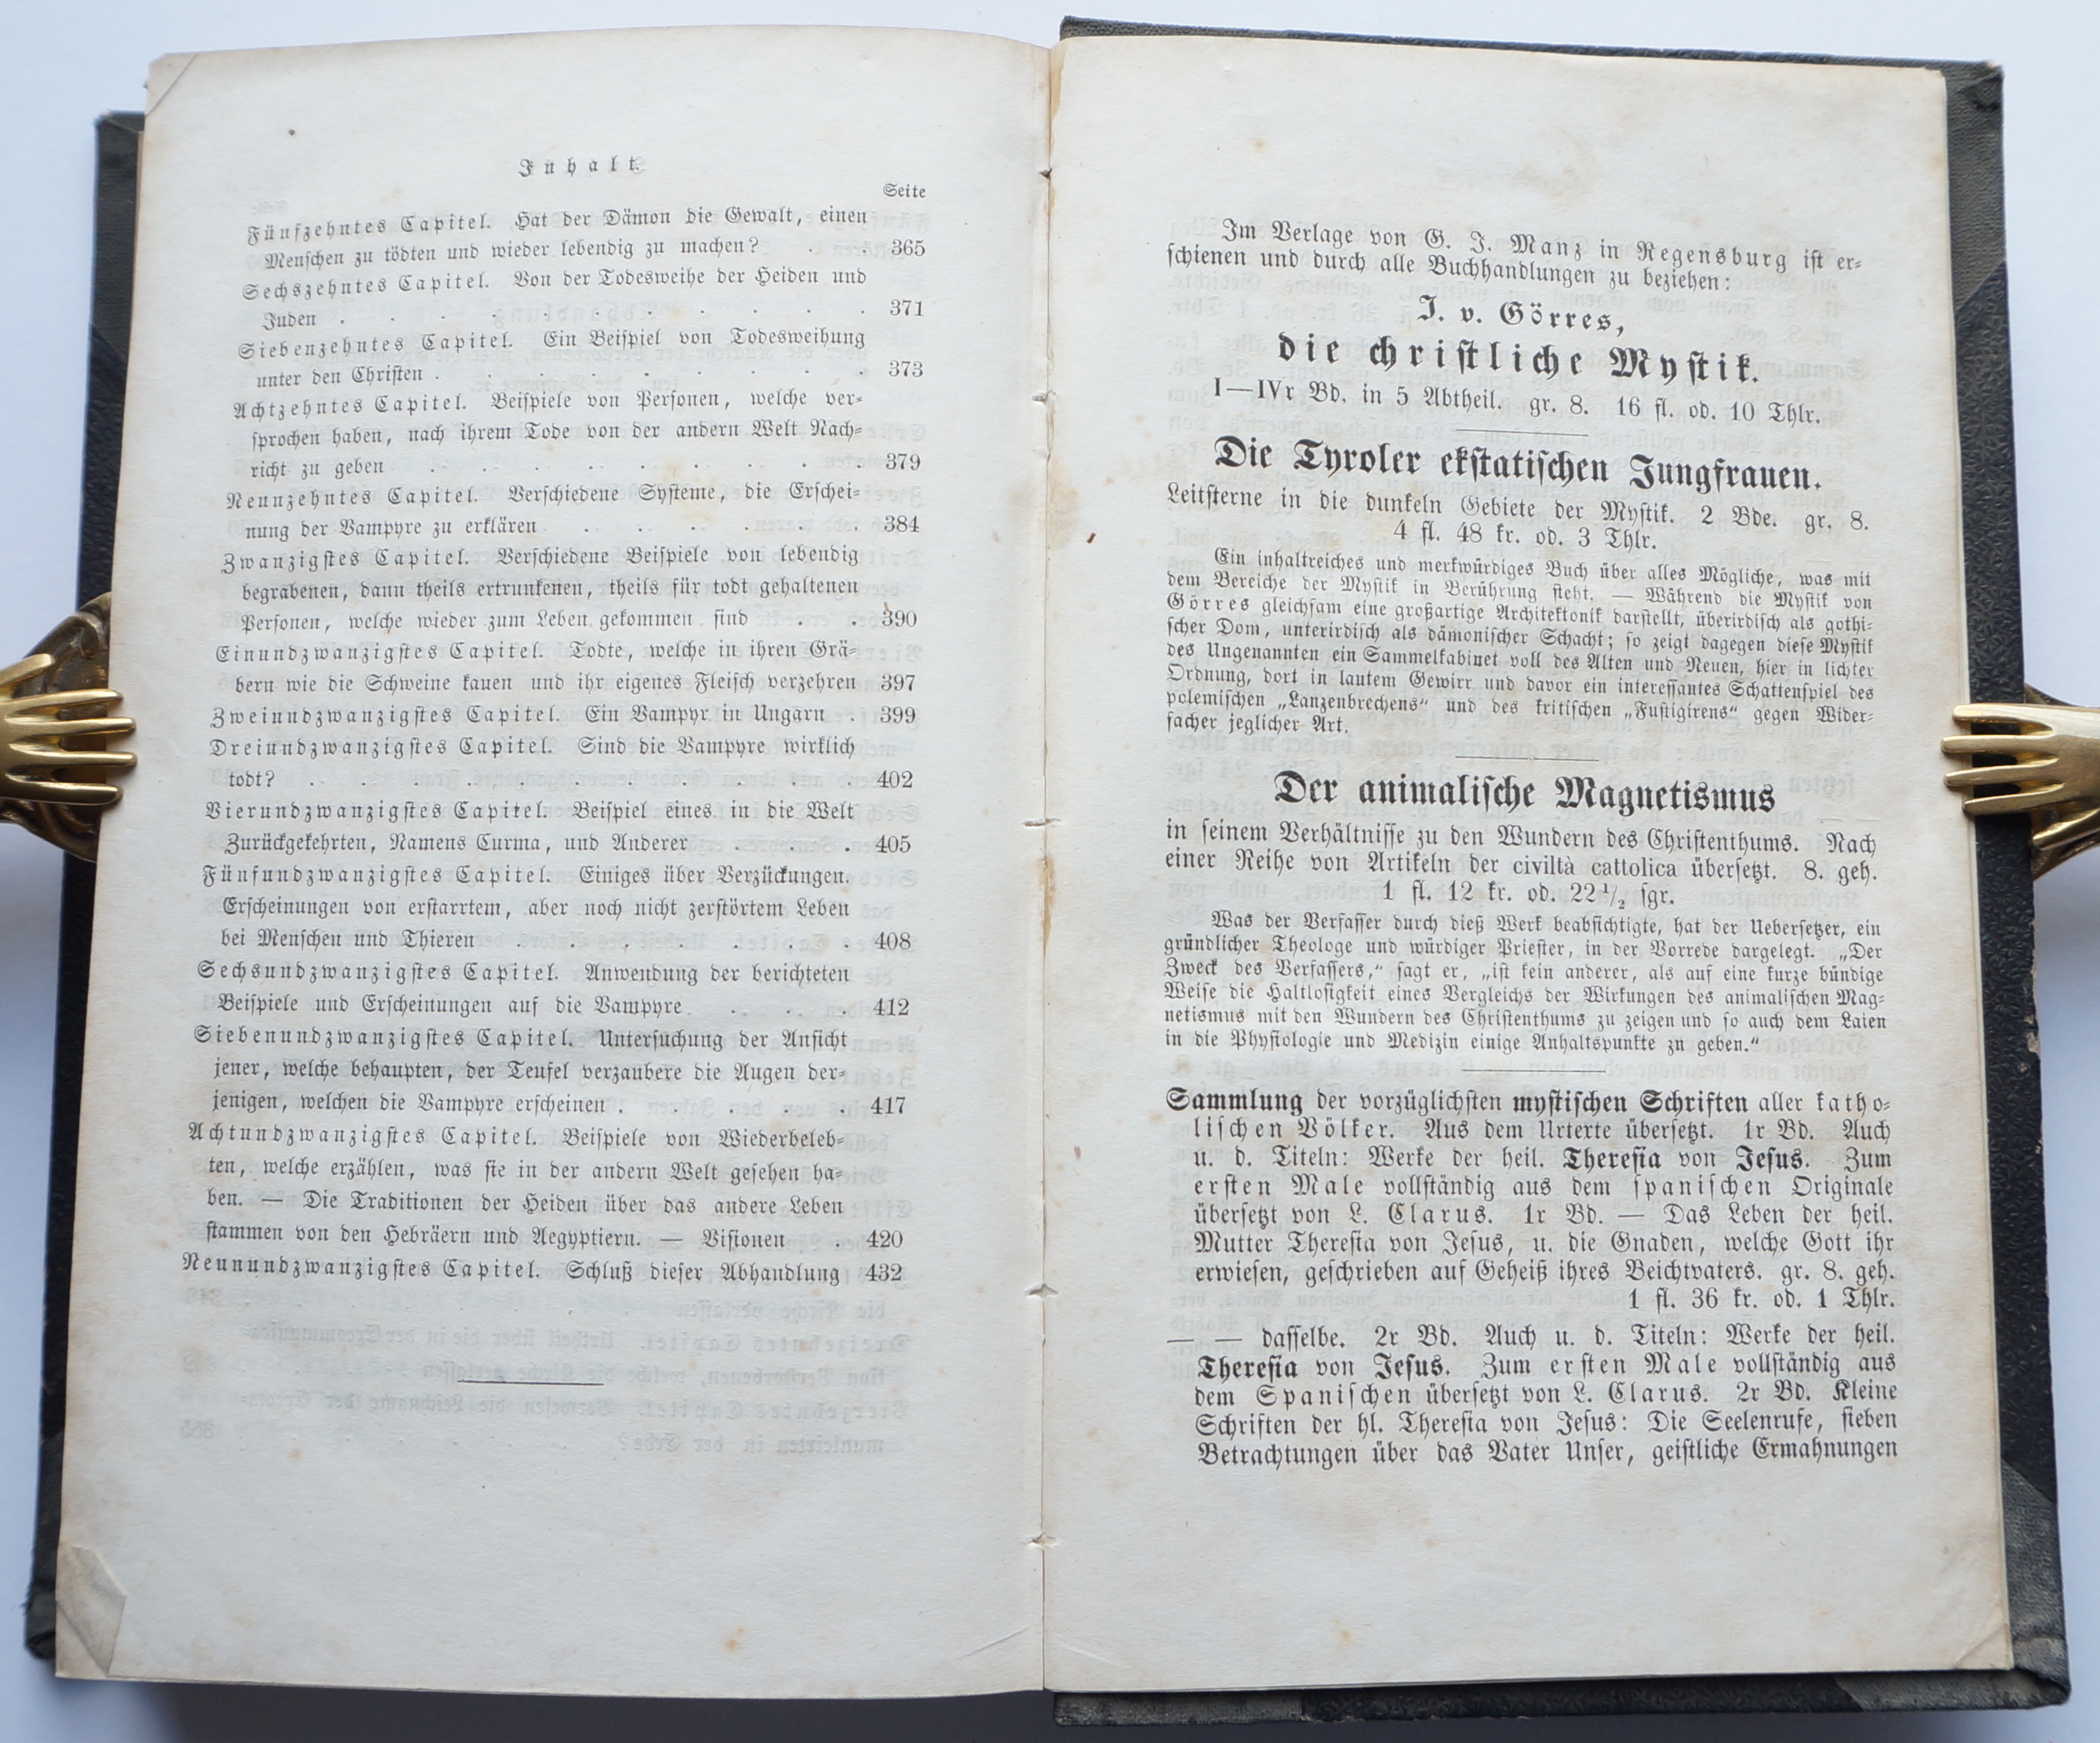 Inhalt.
Seite
Fünfzehntes Capitel. Hat der Dämon die Gewalt, einen
Menschen zu tödten und wieder lebendig zu machen? . . 365
Sechszehntes Capitel. Von der Todesweihe der Heiden und
Juden . . . . . . . . . . . 371
Siebenzehntes Capitel. Ein Beispiel von Todesweihung
unter den Christen . . . . . . . . . 373
Achtzehntes Capitel. Beispiele von Personen, welche ver-
sprochen haben, nach ihrem Tode von der andern Welt Nach-
richt zu geben . . . . . . . . . 379
Neunzehntes Capitel. Verschiedene Systeme, die Erschei-
nung der Vampyre zu erklären . . . . . . 384
Zwanzigstes Capitel. Verschiedene Beispiele von lebendig
begrabenen, dann theils ertrunkenen, theils für todt gehaltenen
Personen, welche wieder zum Leben gekommen sind . . 390
Einundzwanzigstes Capitel. Todte, welche in ihren Grä-
bern wie die Schweine kauen und ihr eigenes Fleisch verzehren 397
Zweiundzwanzigstes Capitel. Ein Vampyr in Ungarn . 399
Dreiundzwanzigstes Capitel. Sind die Vampyre wirklich
todt? . . . . . . . . . . . 402
Vierundzwanzigstes Capitel. Beispiel eines in die Welt
Zurückgekehrten, Namens Curma, und Anderer . . . 405
Fünfundzwanzigstes Capitel. Einiges über Verzückungen.
Erscheinungen von erstarrtem, aber noch nicht zerstörtem Leben
bei Menschen und Thieren . . . . . . . 408
Sechsundzwanzigstes Capitel. Anwendung der berichteten
Beispiele und Erscheinungen auf die Vampyre . . . 412
Siebenundzwanzigstes Capitel. Untersuchung der Ansicht
jener, welche behaupten, der Teufel verzaubere die Augen der-
jenigen, welchen die Vampyre erscheinen . . . . . 417
Achtundzwanzigstes Capitel. Beispiele von Wiederbeleb-
ten, welche erzählen, was sie in der andern Welt gesehen ha-
ben. — Die Traditionen der Heiden über das andere Leben
stammen von den Hebräern und Aegyptiern. — Visionen . 420
Neunundzwanzigstes Capitel. Schluß dieser Abhandlung 432
Im Verlage von G. J. Manz in Regensburg ist er-
schienen und durch alle Buchhandlungen zu beziehen:
J. v. Görres,
die christliche Mystik.
I—IVr Bd. in 5 Abtheil. gr. 8. 16 fl. od. 10 Thlr.
Die Tyroler ekstatischen Jungfrauen.
Leitsterne in die dunkeln Gebiete der Mystik. 2 Bde. gr. 8.
4 fl. 48 kr. od. 3 Thlr.
Ein inhaltreiches und merkwürdiges Buch über alles Mögliche, was mit
dem Bereiche der Mystik in Berührung steht. — Während die Mystik von
Görres gleichsam eine großartige Architektonik darstellt, überirdisch als gothi-
scher Dom, unterirdisch als dämonischer Schacht; so zeigt dagegen diese Mystik
des Ungenannten ein Sammelkabinet voll des Alten und Neuen, hier in lichter
Ordnung, dort in lautem Gewirr und davor ein interessantes Schattenspiel des
polemischen „Lanzenbrechens“ und des kritischen „Fustigirens“ gegen Wider-
sacher jeglicher Art.
Der animalische Magnetismus
in seinem Verhältnisse zu den Wundern des Christenthums. Nach
einer Reihe von Artikeln der civiltà cattolica übersetzt. 8. geh.
1 fl. 12 kr. od. 22 1/2 sgr.
Was der Verfasser durch dieß Werk beabsichtigte, hat der Uebersetzer, ein
gründlicher Theologe und würdiger Priester, in der Vorrede dargelegt. „Der
Zweck des Verfassers,“ sagt er, „ist kein anderer, als auf eine kurze bündige
Weise die Haltlosigkeit eines Vergleichs der Wirkungen des animalischen Mag-
netismus mit den Wundern des Christenthums zu zeigen und so auch dem Laien
in die Physiologie und Medizin einige Anhaltspunkte zu geben.“
Sammlung der vorzüglichsten mystischen Schriften aller katho-
lischen Völker. Aus dem Urtexte übersetzt. 1r Bd. Auch
u. d. Titeln: Werke der heil. Theresia von Jesus. Zum
ersten Male vollständig aus dem spanischen Originale
übersetzt von L. Clarus. 1r Bd. — Das Leben der heil.
Mutter Theresia von Jesus, u. die Gnaden, welche Gott ihr
erwiesen, geschrieben auf Geheiß ihres Beichtvaters. gr. 8. geh.
1 fl. 36 kr. od. 1 Thlr.
— — dasselbe. 2r Bd. Auch u. d. Titeln: Werke der heil.
Theresia von Jesus. Zum ersten Male vollständig aus
dem Spanischen übersetzt von L. Clarus. 2r Bd. Kleine
Schriften der hl. Theresia von Jesus: Die Seelenrufe, sieben
Betrachtungen über das Vater Unser, geistliche Ermahnungen